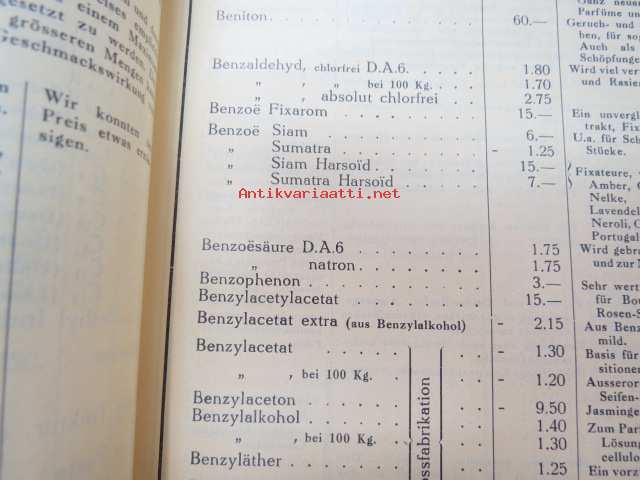 esetzt zu werden
grösseren Mengen
Geschmackswirkung
Wir konnten
Preis etwas
sigen.
Beniton, 60.—
Benzaldehyd, chlorfrei D.A.6. 1.80
„ , „ bei 100 Kg. 1.70
„ , absolut chlorfrei 2.75
Benzoë Fixarom 15.—
Benzoë Siam 6.—
„ Sumatra - 1.25
„ Siam Harsoïd 15.—
„ Sumatra Harsoïd 7.—
Antikvariaatti.net
Benzoësäure D.A.6 1.75
„ natron 1.75
Benzophenon 3.—
Benzylacetylacetat 15.—
Benzylacetat extra (aus Benzylalkohol) - 2.15
Benzylacetat - 1.30
„ , bei 100 Kg. - 1.20
Benzylaceton - 9.50
Benzylalkohol 1.40
„ , bei 100 Kg. 1.30
Benzyläther 1.25
ossfabrikation
Ganz neu
Parfüme un
Geruch- und
ben, für so
Auch als
Schöpfunge
Wird viel ver
und Rasie
Ein unvergl
trakt, Fix
U.a. für Sch
Stücke.
Fixateure,
Amber, C
Nelke,
Lavendel
Neroli, G
Portugal
Wird gebra
und zur N
Sehr wert
für Bou
Rosen-S
Aus Benz
mild.
Basis für
sitionen
Ausseror
Seifen-
Jasminge
Zum Par
Lösung
cellulo
Ein vorz